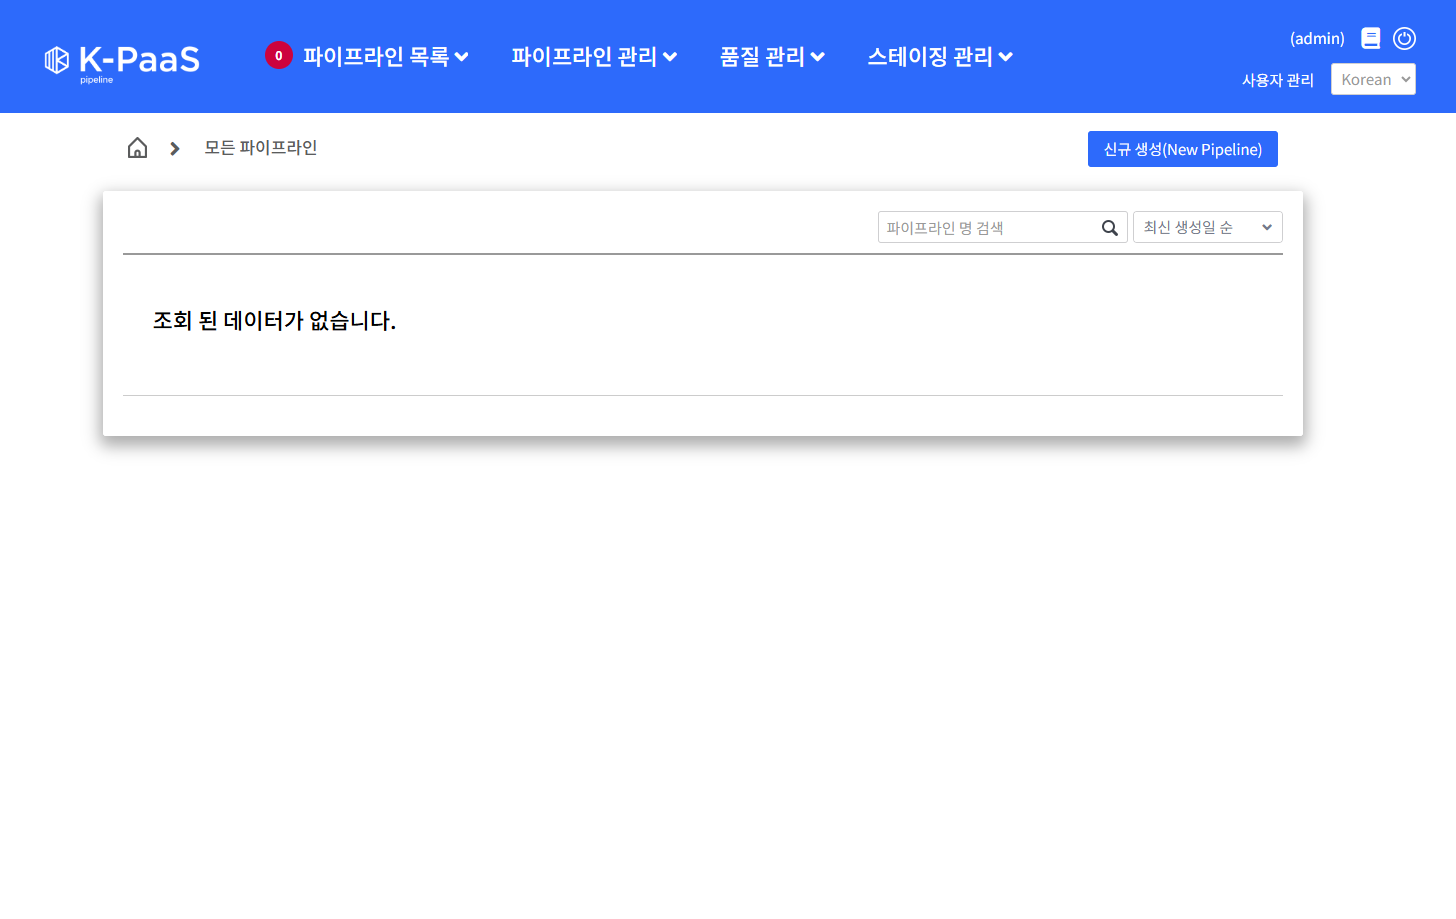 K-PaaS
pipeline
0 파이프라인 목록
파이프라인 관리
품질 관리
스테이징 관리
(admin)
사용자 관리
Korean
모든 파이프라인
신규 생성(New Pipeline)
파이프라인 명 검색
최신 생성일 순
조회 된 데이터가 없습니다.